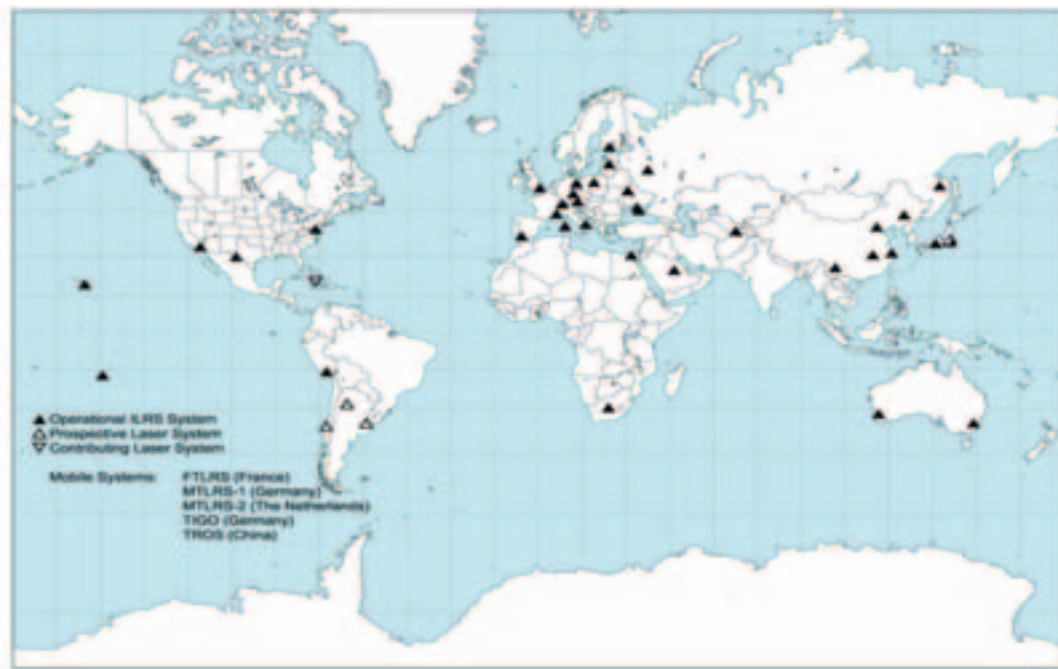 Operational ILRS System
Prospective Laser System
Contributing Laser System
Mobile Systems: FTLRS (France)
MTLRS-1 (Germany)
MTLRS-2 (The Netherlands)
TIGO (Germany)
TROS (China)